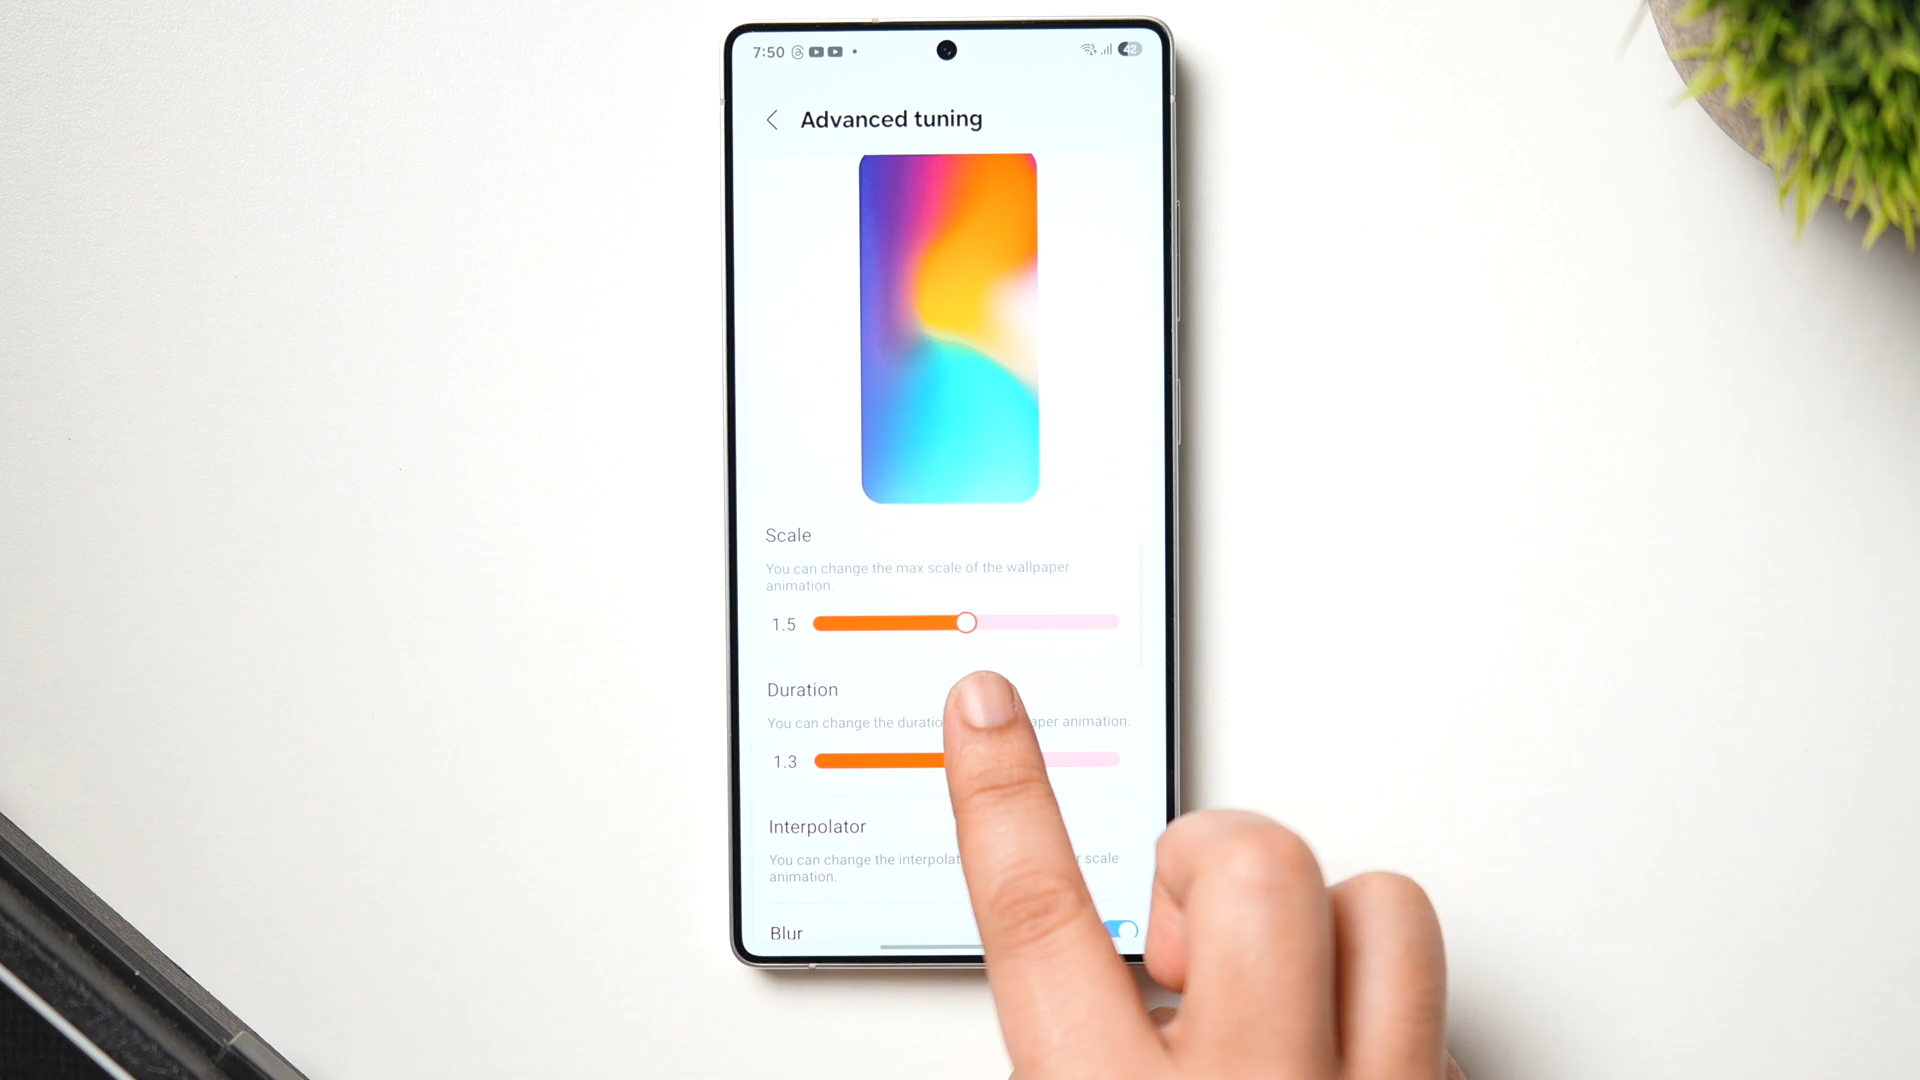 7:50
42
Advanced tuning
Scale
You can change the max scale of the wallpaper
animation.
1.5
Duration
You can change the duratio aper animation.
1.3
Interpolator
You can change the interpolat r scale
animation.
Blur